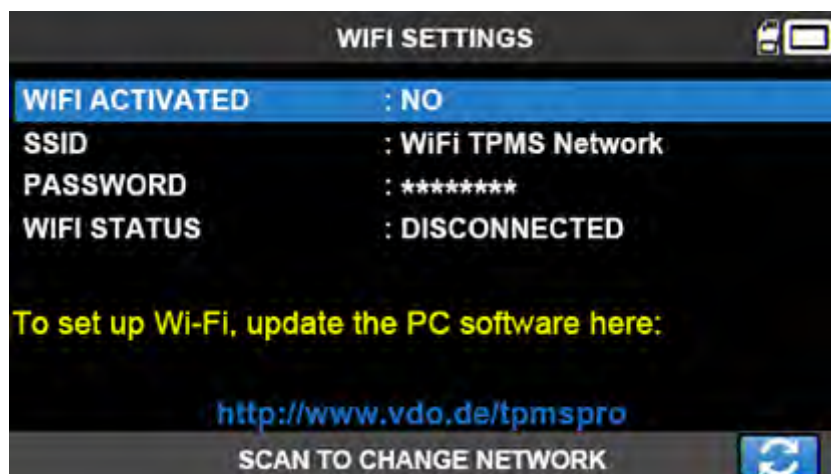 WIFI SETTINGS
WIFI ACTIVATED : NO
SSID : WiFi TPMS Network
PASSWORD : ********
WIFI STATUS : DISCONNECTED
To set up Wi-Fi, update the PC software here:
http://www.vdo.de/tpmspro
SCAN TO CHANGE NETWORK